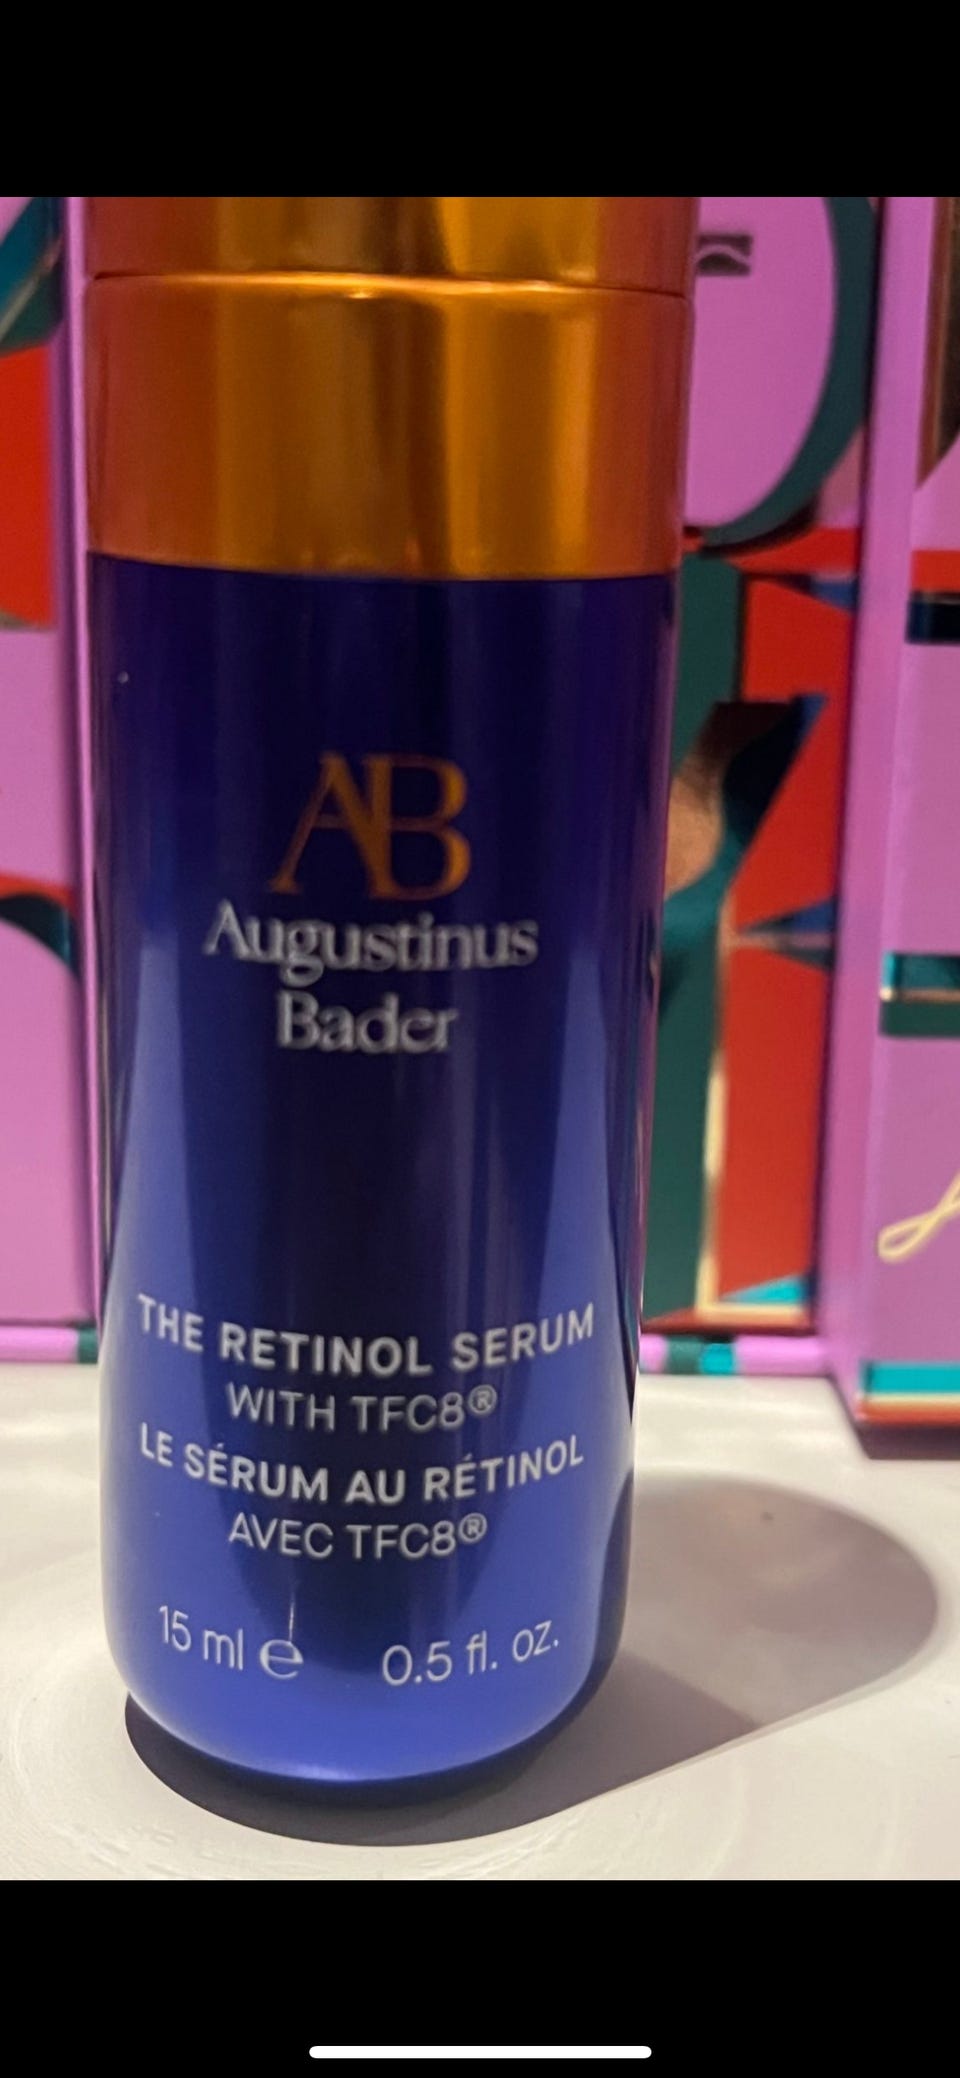 AB
Augustinus
Bader
THE RETINOL SERUM
WITH TFC8®
LE SÉRUM AU RÉTINOL
AVEC TFC8®
15 ml ℮ 0.5 fl. oz.